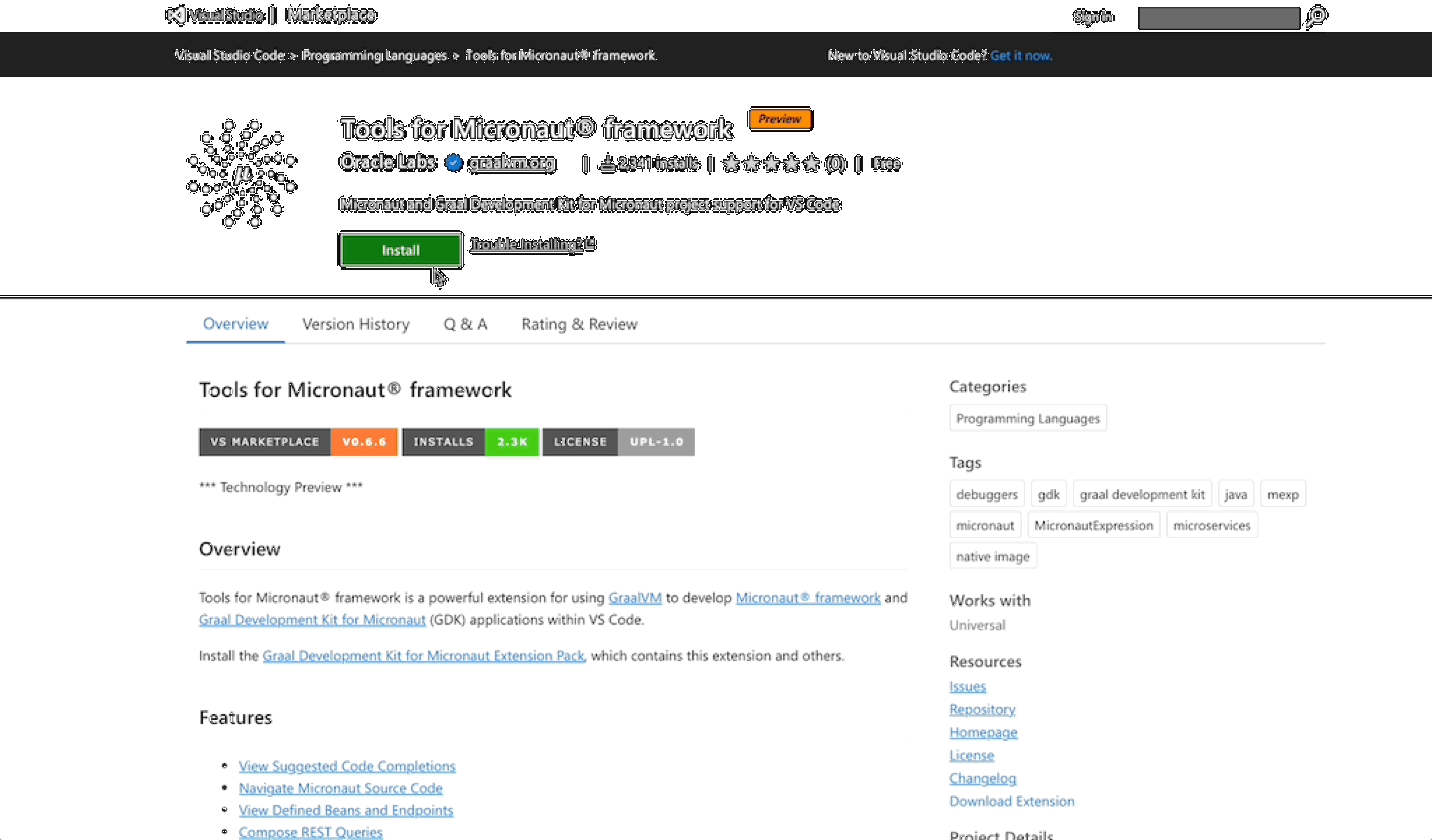 Visual Studio | Marketplace
Sign in
Visual Studio Code > Programming Languages > Tools for Micronaut® framework
New to Visual Studio Code? Get it now.
Tools for Micronaut® framework Preview
Oracle Labs graalvm.org | installs | (0) | Free
Micronaut and Graal Development Kit for Micronaut project support for VS Code
Install Trouble Installing?
Overview Version History Q & A Rating & Review
Tools for Micronaut® framework
VS MARKETPLACE V0.6.6 INSTALLS 2.3K LICENSE UPL-1.0
*** Technology Preview ***
Overview
Tools for Micronaut® framework is a powerful extension for using GraalVM to develop Micronaut® framework and
Graal Development Kit for Micronaut (GDK) applications within VS Code.
Install the Graal Development Kit for Micronaut Extension Pack, which contains this extension and others.
Features
• View Suggested Code Completions
• Navigate Micronaut Source Code
• View Defined Beans and Endpoints
• Compose REST Queries
Categories
Programming Languages
Tags
debuggers gdk graal development kit java mexp
micronaut MicronautExpression microservices
native image
Works with
Universal
Resources
Issues
Repository
Homepage
License
Changelog
Download Extension
Project Details